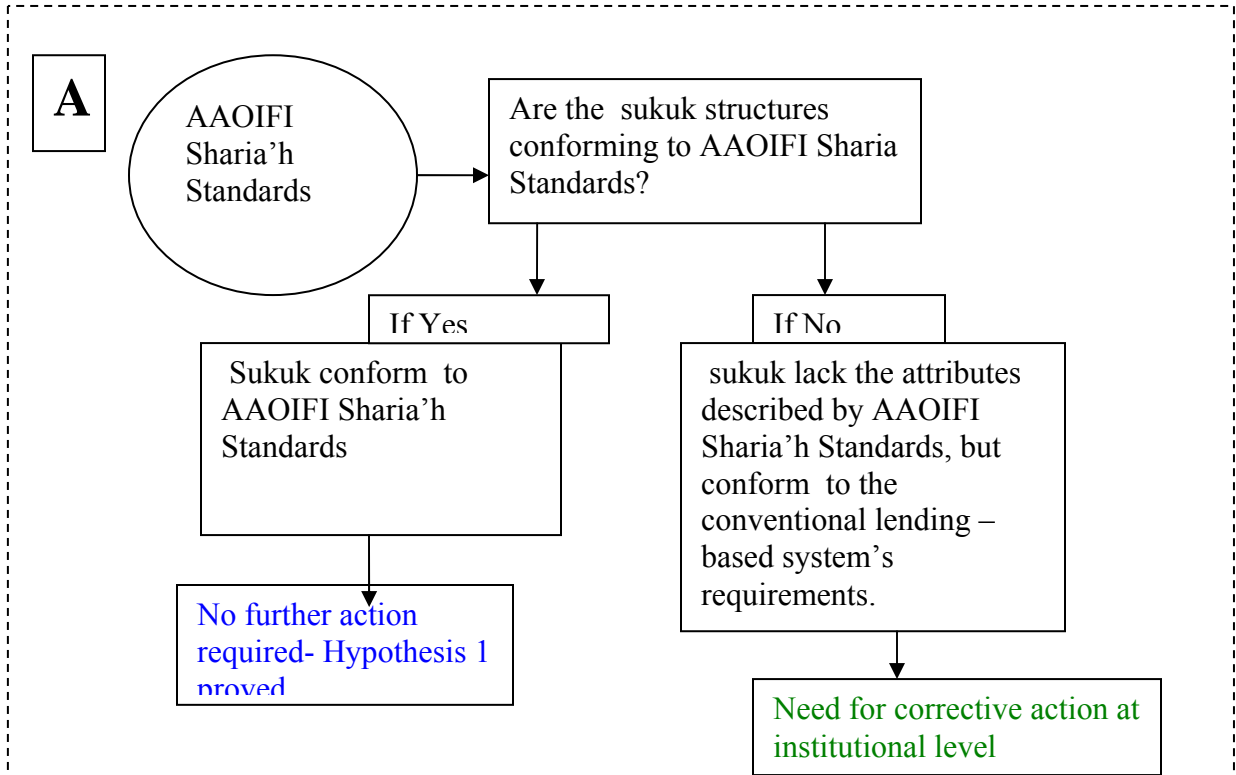 A
AAOIFI
Sharia’h
Standards
Are the sukuk structures
conforming to AAOIFI Sharia
Standards?
If Yes
If No
Sukuk conform to
AAOIFI Sharia’h
Standards
sukuk lack the attributes
described by AAOIFI
Sharia’h Standards, but
conform to the
conventional lending –
based system’s
requirements.
No further action
required- Hypothesis 1
proved
Need for corrective action at
institutional level